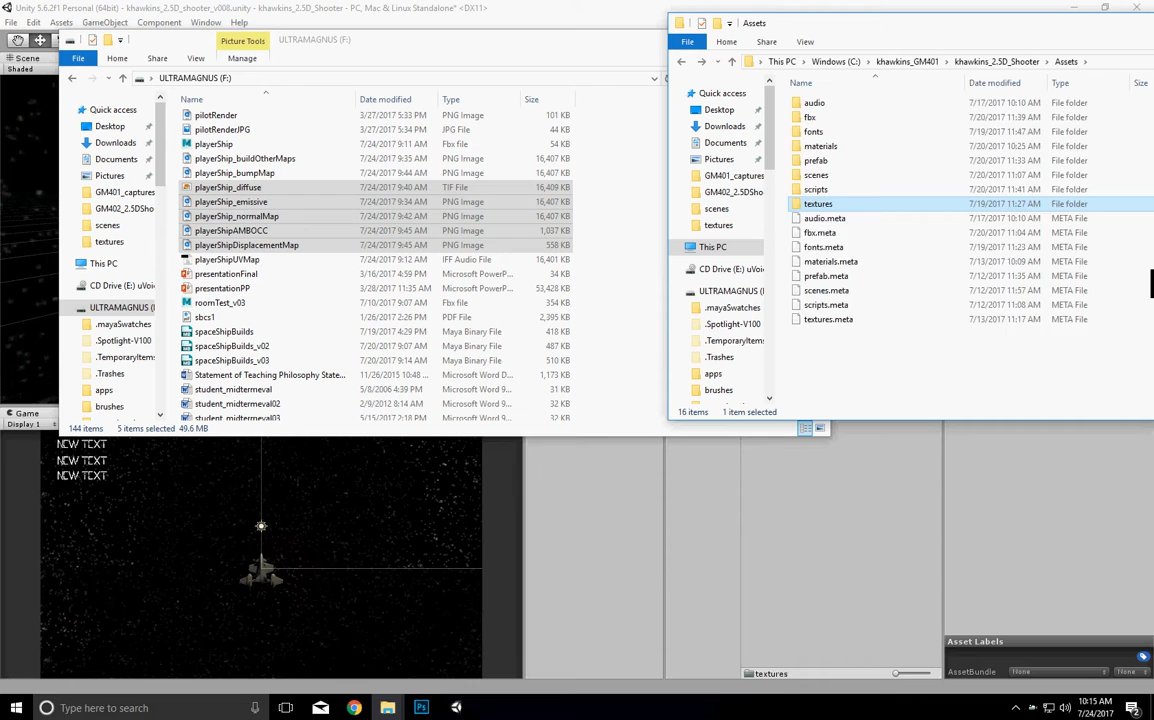 Unity 5.6.2f1 Personal (64bit) - khawkins_2.5D_shooter_v008.unity - khawkins_2.5D_Shooter - PC, Mac & Linux Standalone* <DX11>
File Edit Assets GameObject Component Window Help
Scene
Shaded
Picture Tools
ULTRAMAGNUS (F:)
File Home Share View Manage
ULTRAMAGNUS (F:)
Name Date modified Type Size
Quick access
Desktop
Downloads
Documents
Pictures
GM401_captures
GM402_2.5DSho
scenes
textures
This PC
CD Drive (E:) uVoi
ULTRAMAGNUS (F
.mayaSwatches
.Spotlight-V100
.TemporaryItems
.Trashes
apps
brushes
pilotRender 3/27/2017 5:33 PM PNG Image 101 KB
pilotRenderJPG 3/27/2017 5:34 PM JPG File 44 KB
playerShip 7/24/2017 9:11 AM Fbx file 54 KB
playerShip_buildOtherMaps 7/24/2017 9:35 AM PNG Image 16,407 KB
playerShip_bumpMap 7/24/2017 9:35 AM PNG Image 16,407 KB
playerShip_diffuse 7/24/2017 9:40 AM TIF File 16,409 KB
playerShip_emissive 7/24/2017 9:34 AM PNG Image 16,407 KB
playerShip_normalMap 7/24/2017 9:36 AM PNG Image 16,407 KB
playerShipAMBOCC 7/24/2017 9:41 AM PNG Image 1,037 KB
playerShipDisplacementMap 7/24/2017 9:42 AM PNG Image 558 KB
playerShipUVMap 7/24/2017 9:12 AM IFF Audio File 16,401 KB
presentationFinal 3/16/2017 4:59 PM Microsoft PowerP... 
presentationPP 3/28/2017 11:35 AM Microsoft PowerP... 53,428 KB
roomTest_v03 7/10/2017 9:07 AM Fbx file 354 KB
sbcs1 1/27/2017 2:26 PM PDF File 2,395 KB
spaceShipBuilds 7/19/2017 4:29 PM Maya Binary File 418 KB
spaceShipBuilds_v02 7/20/2017 9:07 AM Maya Binary File 487 KB
spaceShipBuilds_v03 7/20/2017 9:14 AM Maya Binary File 510 KB
Statement of Teaching Philosophy State... 11/26/2015 10:48 ... Microsoft Word D... 1,173 KB
student_midtermeval 5/8/2006 4:39 PM Microsoft Word 9... 31 KB
student_midtermeval02 2/9/2012 8:14 AM Microsoft Word 9... 32 KB
student_midtermeval03 5/15/2017 2:18 PM Microsoft Word 9... 32 KB
144 items 5 items selected 49.6 MB
Assets
File Home Share View
This PC Windows (C:) khawkins_GM401 khawkins_2.5D_Shooter Assets
Name Date modified Type Size
Quick access
Desktop
Downloads
Documents
Pictures
GM401_captures
GM402_2.5DSho
scenes
textures
This PC
CD Drive (E:) uVoi
ULTRAMAGNUS (F
.mayaSwatches
.Spotlight-V100
.TemporaryItems
.Trashes
apps
brushes
audio 7/17/2017 10:10 AM File folder
fbx 7/20/2017 11:39 AM File folder
fonts 7/19/2017 11:47 AM File folder
materials 7/20/2017 10:25 AM File folder
prefab 7/20/2017 11:33 AM File folder
scenes 7/20/2017 11:07 AM File folder
scripts 7/20/2017 11:41 AM File folder
textures 7/19/2017 11:27 AM File folder
audio.meta 7/17/2017 10:10 AM META File
fbx.meta 7/20/2017 11:04 AM META File
fonts.meta 7/19/2017 11:23 AM META File
materials.meta 7/13/2017 10:09 AM META File
prefab.meta 7/12/2017 11:35 AM META File
scenes.meta 7/12/2017 11:57 AM META File
scripts.meta 7/12/2017 11:08 AM META File
textures.meta 7/13/2017 11:17 AM META File
16 items 1 item selected
Game
Display 1
NEW TEXT
NEW TEXT
NEW TEXT
textures
Asset Labels
AssetBundle None None
Type here to search
10:15 AM
7/24/2017
2